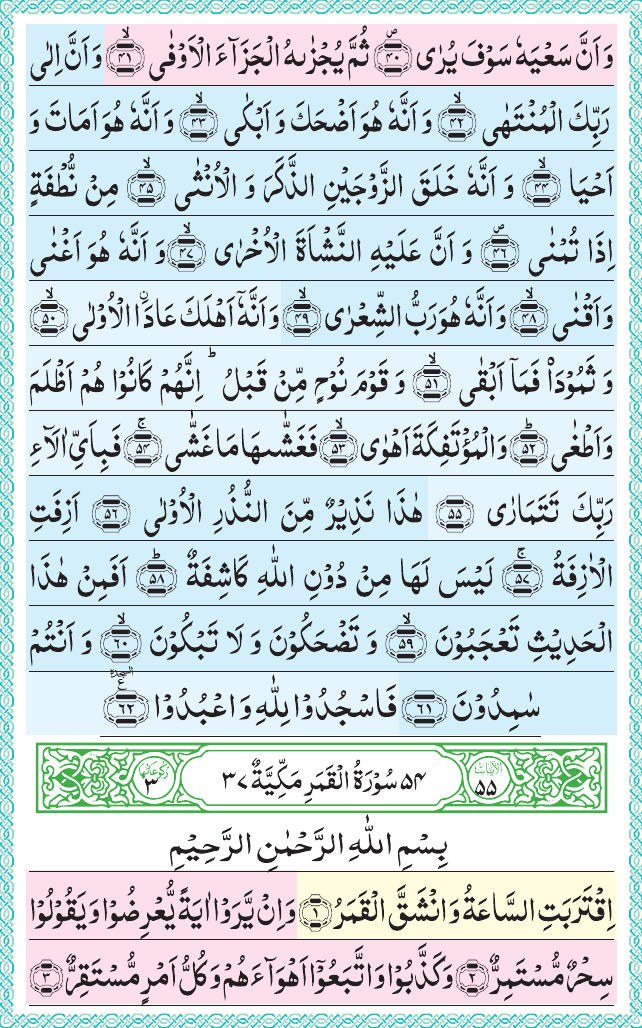 وَاَنَّ سَعْيَهٗ سَوْفَ يُرٰى ۪ ﴿۴۰﴾ ثُمَّ يُجْزٰىهُ الْجَزَآءَ الْاَوْفٰى ۙ ﴿۴۱﴾ وَاَنَّ اِلٰى
رَبِّكَ الْمُنْتَهٰى ۙ ﴿۴۲﴾ وَاَنَّهٗ هُوَ اَضْحَكَ وَ اَبْكٰى ۙ ﴿۴۳﴾ وَاَنَّهٗ هُوَ اَمَاتَ وَ
اَحْيَا ۙ ﴿۴۴﴾ وَ اَنَّهٗ خَلَقَ الزَّوْجَيْنِ الذَّكَرَ وَ الْاُنْثٰى ۙ ﴿۴۵﴾ مِنْ نُّطْفَةٍ
اِذَا تُمْنٰى ۪ ﴿۴۶﴾ وَ اَنَّ عَلَيْهِ النَّشْاَةَ الْاُخْرٰى ۙ ﴿۴۷﴾ وَ اَنَّهٗ هُوَ اَغْنٰى
وَاَقْنٰى ۙ ﴿۴۸﴾ وَاَنَّهٗ هُوَ رَبُّ الشِّعْرٰى ۙ ﴿۴۹﴾ وَاَنَّهٗۤ اَهْلَكَ عَادَا۟ ا۟لْاُوْلٰى ۙ ﴿۵۰﴾
وَ ثَمُوْدَا۟ فَمَاۤ اَبْقٰى ۙ ﴿۵۱﴾ وَ قَوْمَ نُوْحٍ مِّنْ قَبْلُ ؕ اِنَّهُمْ كَانُوْا هُمْ اَظْلَمَ
وَاَطْغٰى ؕ ﴿۵۲﴾ وَالْمُؤْتَفِكَةَ اَهْوٰى ۙ ﴿۵۳﴾ فَغَشّٰىهَا مَا غَشّٰى ۚ ﴿۵۴﴾ فَبِاَىِّ اٰلَآءِ
رَبِّكَ تَتَمَارٰى ﴿۵۵﴾ هٰذَا نَذِيْرٌ مِّنَ النُّذُرِ الْاُوْلٰى ﴿۵۶﴾ اَزِفَتِ
الْاٰزِفَةُ ۚ ﴿۵۷﴾ لَيْسَ لَهَا مِنْ دُوْنِ اللّٰهِ كَاشِفَةٌ ؕ ﴿۵۸﴾ اَفَمِنْ هٰذَا
الْحَدِيْثِ تَعْجَبُوْنَ ۙ ﴿۵۹﴾ وَ تَضْحَكُوْنَ وَ لَا تَبْكُوْنَ ۙ ﴿۶۰﴾ وَ اَنْتُمْ
سٰمِدُوْنَ ﴿۶۱﴾ فَاسْجُدُوْا لِلّٰهِ وَ اعْبُدُوْا ﴿۶۲﴾ السجدة ع
اٰيَاتُهَا ۵۵ ۵۴ سُوْرَةُ الْقَمَرِ مَكِّيَّةٌ ۳۷ رُكُوْعَاتُهَا ۳
بِسْمِ اللّٰهِ الرَّحْمٰنِ الرَّحِيْمِ
اِقْتَرَبَتِ السَّاعَةُ وَ انْشَقَّ الْقَمَرُ ﴿۱﴾ وَاِنْ يَّرَوْا اٰيَةً يُّعْرِضُوْا وَ يَقُوْلُوْا
سِحْرٌ مُّسْتَمِرٌّ ﴿۲﴾ وَ كَذَّبُوْا وَ اتَّبَعُوْۤا اَهْوَآءَهُمْ وَ كُلُّ اَمْرٍ مُّسْتَقِرٌّ ﴿۳﴾